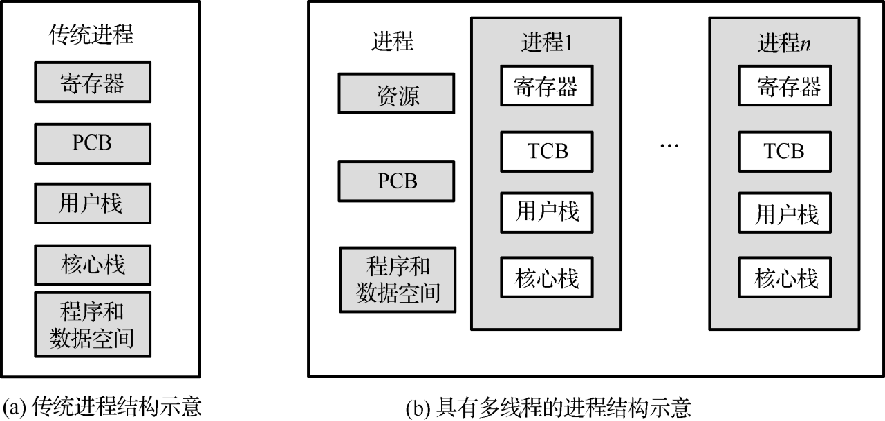 传统进程
寄存器
PCB
用户栈
核心栈
程序和
数据空间
(a) 传统进程结构示意
进程
资源
PCB
程序和
数据空间
进程1
寄存器
TCB
用户栈
核心栈
...
进程n
寄存器
TCB
用户栈
核心栈
(b) 具有多线程的进程结构示意